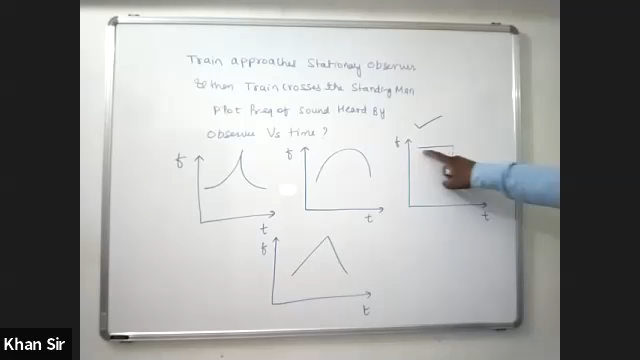 Train approaches Stationary Observer
& then Train crosses the Standing Man
Plot Freq of Sound Heard By
Observer Vs time ?
f
t
f
t
f
t
f
t
Khan Sir